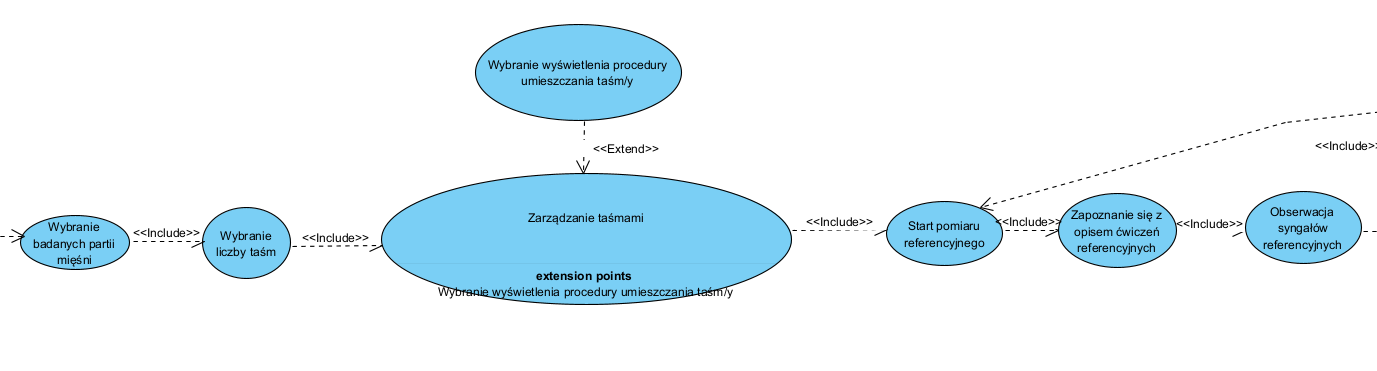 Wybranie wyświetlenia procedury
umieszczania taśm/y
<<Extend>>
<<Include>>
Wybranie
badanych partii
mięśni
<<Include>>
Wybranie
liczby taśm
<<Include>>
Zarządzanie taśmami
extension points
Wybranie wyświetlenia procedury umieszczania taśm/y
<<Include>>
Start pomiaru
referencyjnego
<<Include>>
Zapoznanie się z
opisem ćwiczeń
referencyjnych
<<Include>>
Obserwacja
syngałów
referencyjnych